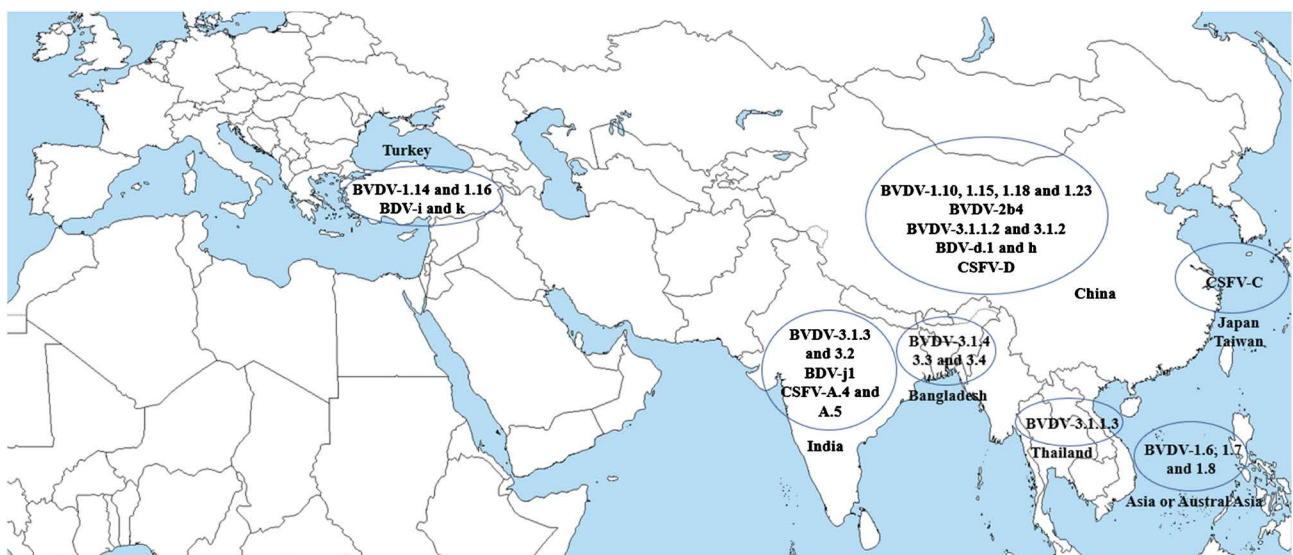 Turkey
BVDV-1.14 and 1.16
BDV-i and k
BVDV-1.10, 1.15, 1.18 and 1.23
BVDV-2b4
BVDV-3.1.1.2 and 3.1.2
BDV-d.1 and h
CSFV-D
China
CSFV-C
Japan
Taiwan
BVDV-3.1.3
and 3.2
BDV-j1
CSFV-A.4 and
A.5
India
BVDV-3.1.4
3.3 and 3.4
Bangladesh
BVDV-3.1.1.3
Thailand
BVDV-1.6, 1.7
and 1.8
Asia or Austral Asia